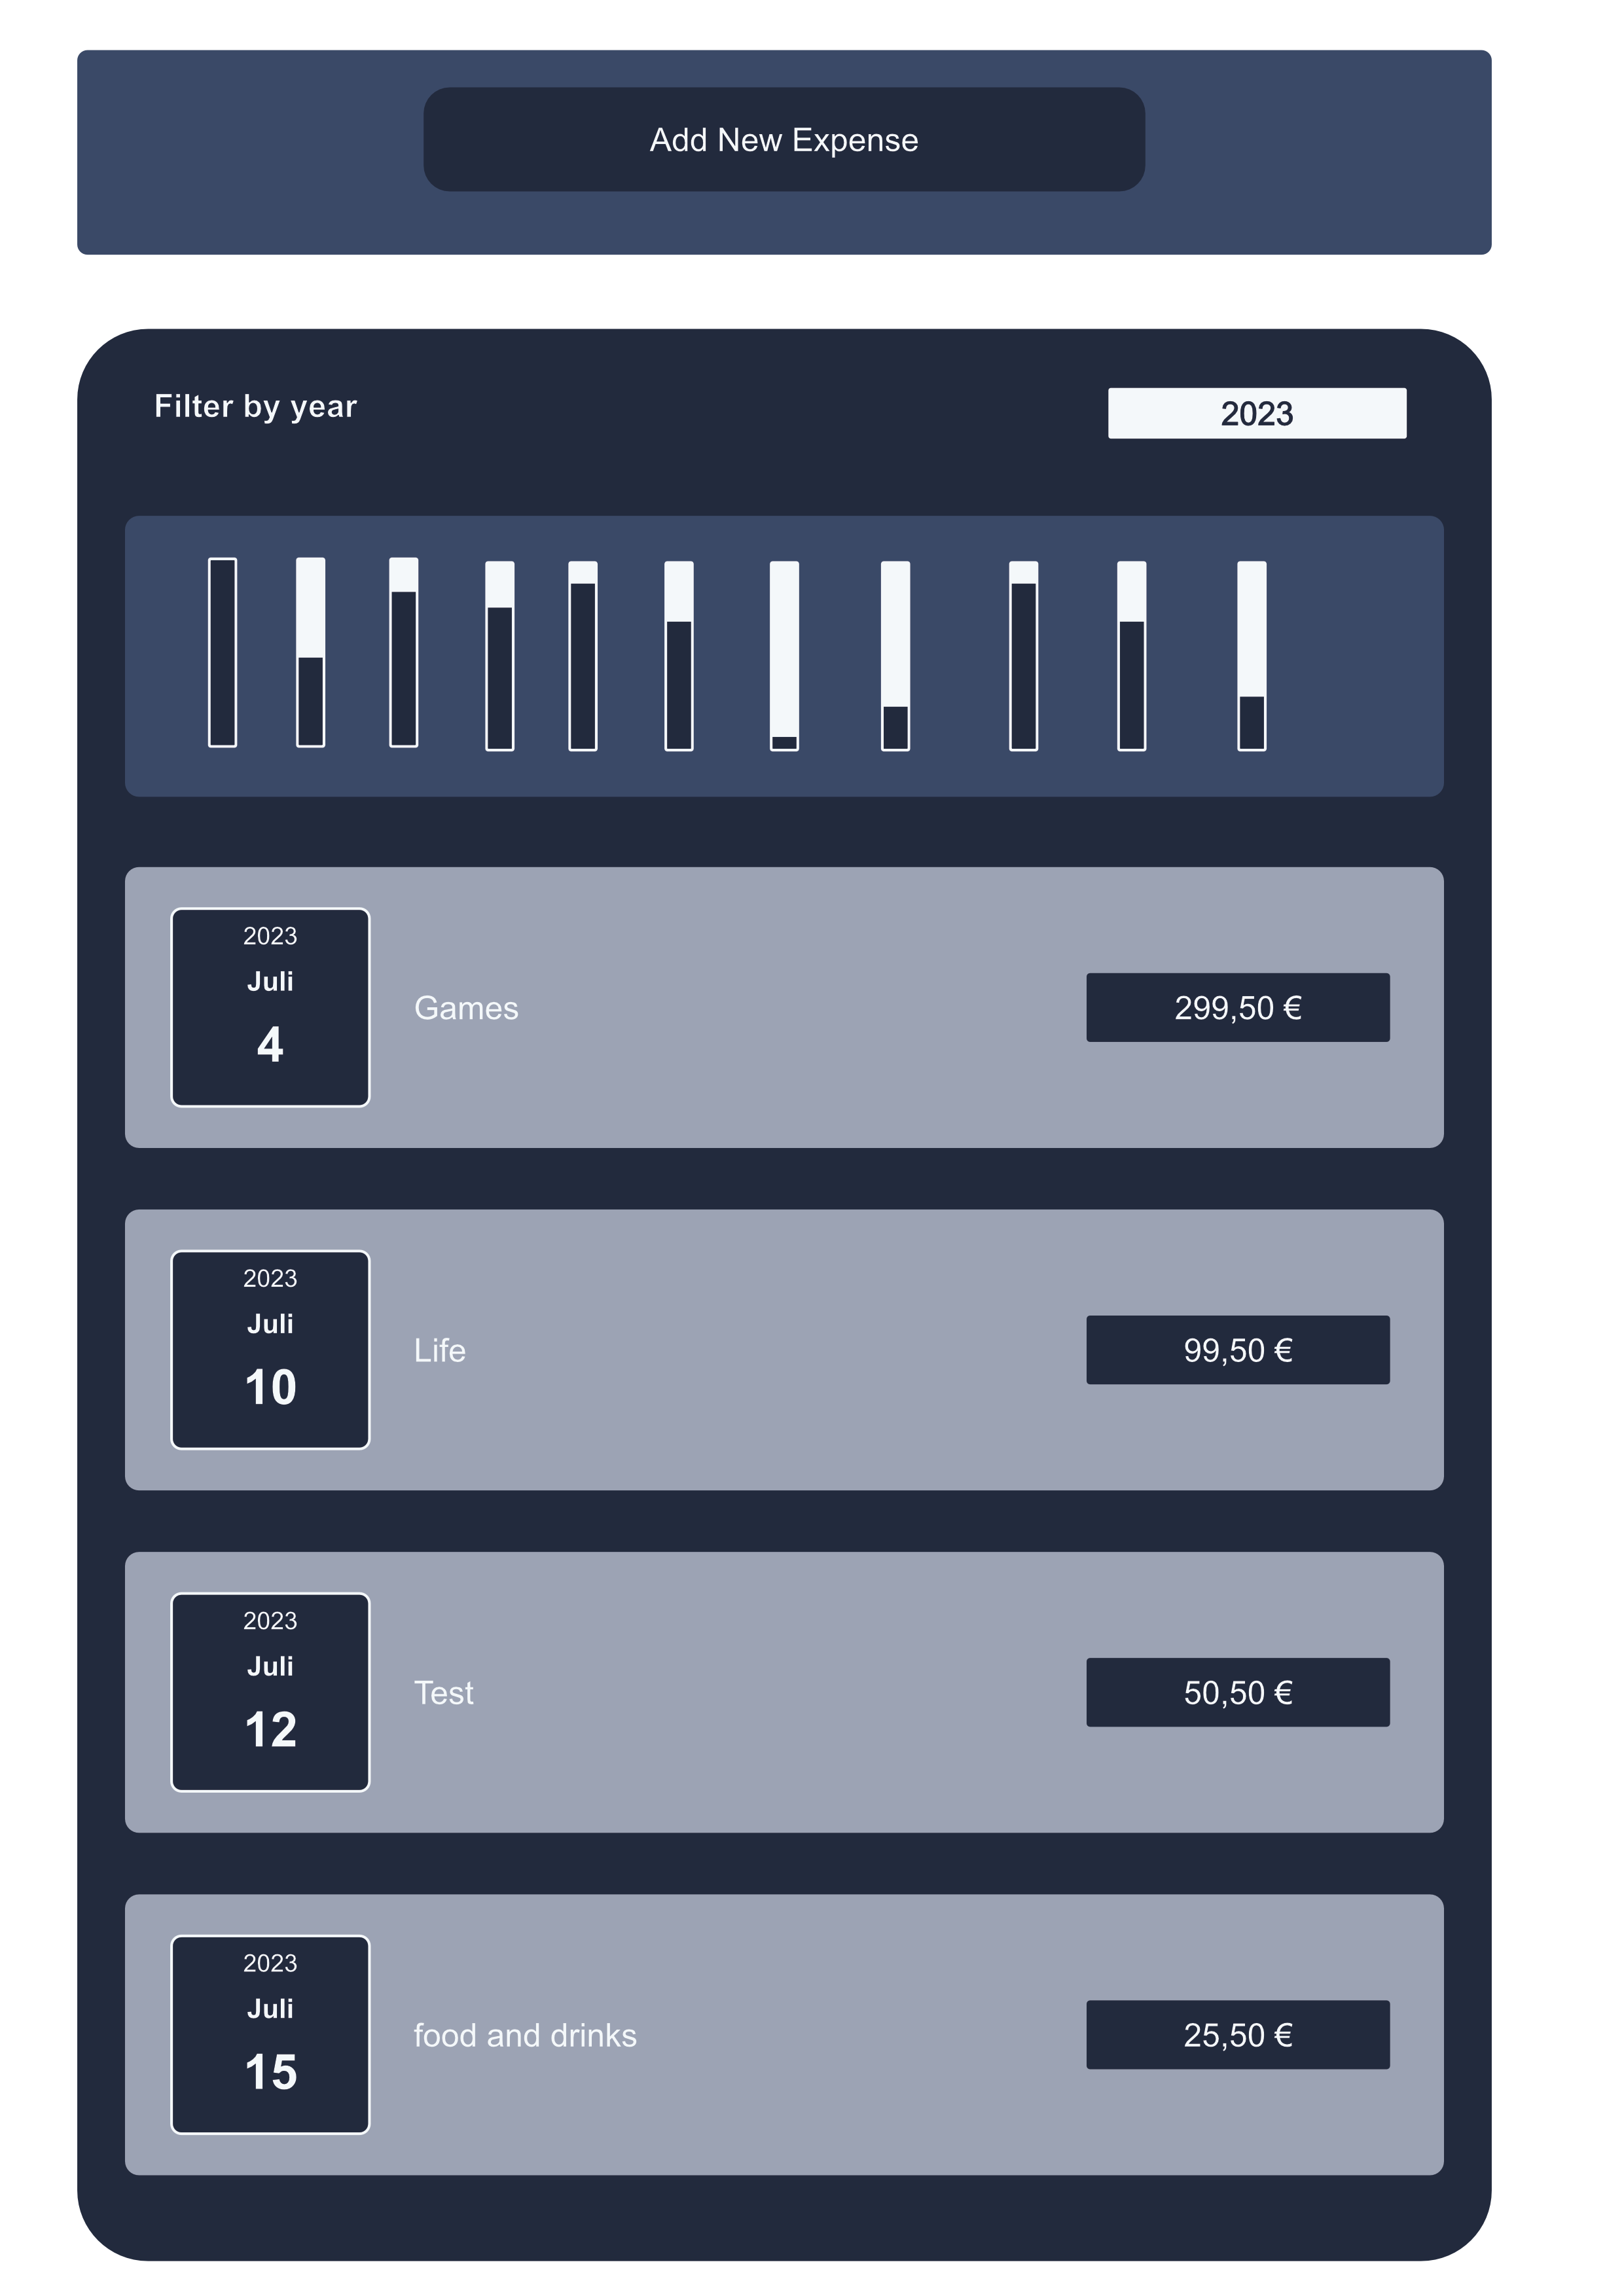 Add New Expense
Filter by year
2023
2023
Juli
4
Games
299,50 €
2023
Juli
10
Life
99,50 €
2023
Juli
12
Test
50,50 €
2023
Juli
15
food and drinks
25,50 €